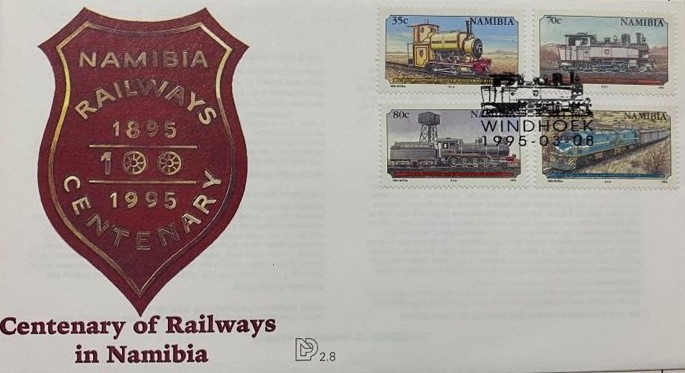 NAMIBIA
RAILWAYS
1895
100
1995
CENTENARY
Centenary of Railways
in Namibia
2.8
35c
NAMIBIA
70c
NAMIBIA
80c
NAMIBIA
WINDHOEK
1995-03-08